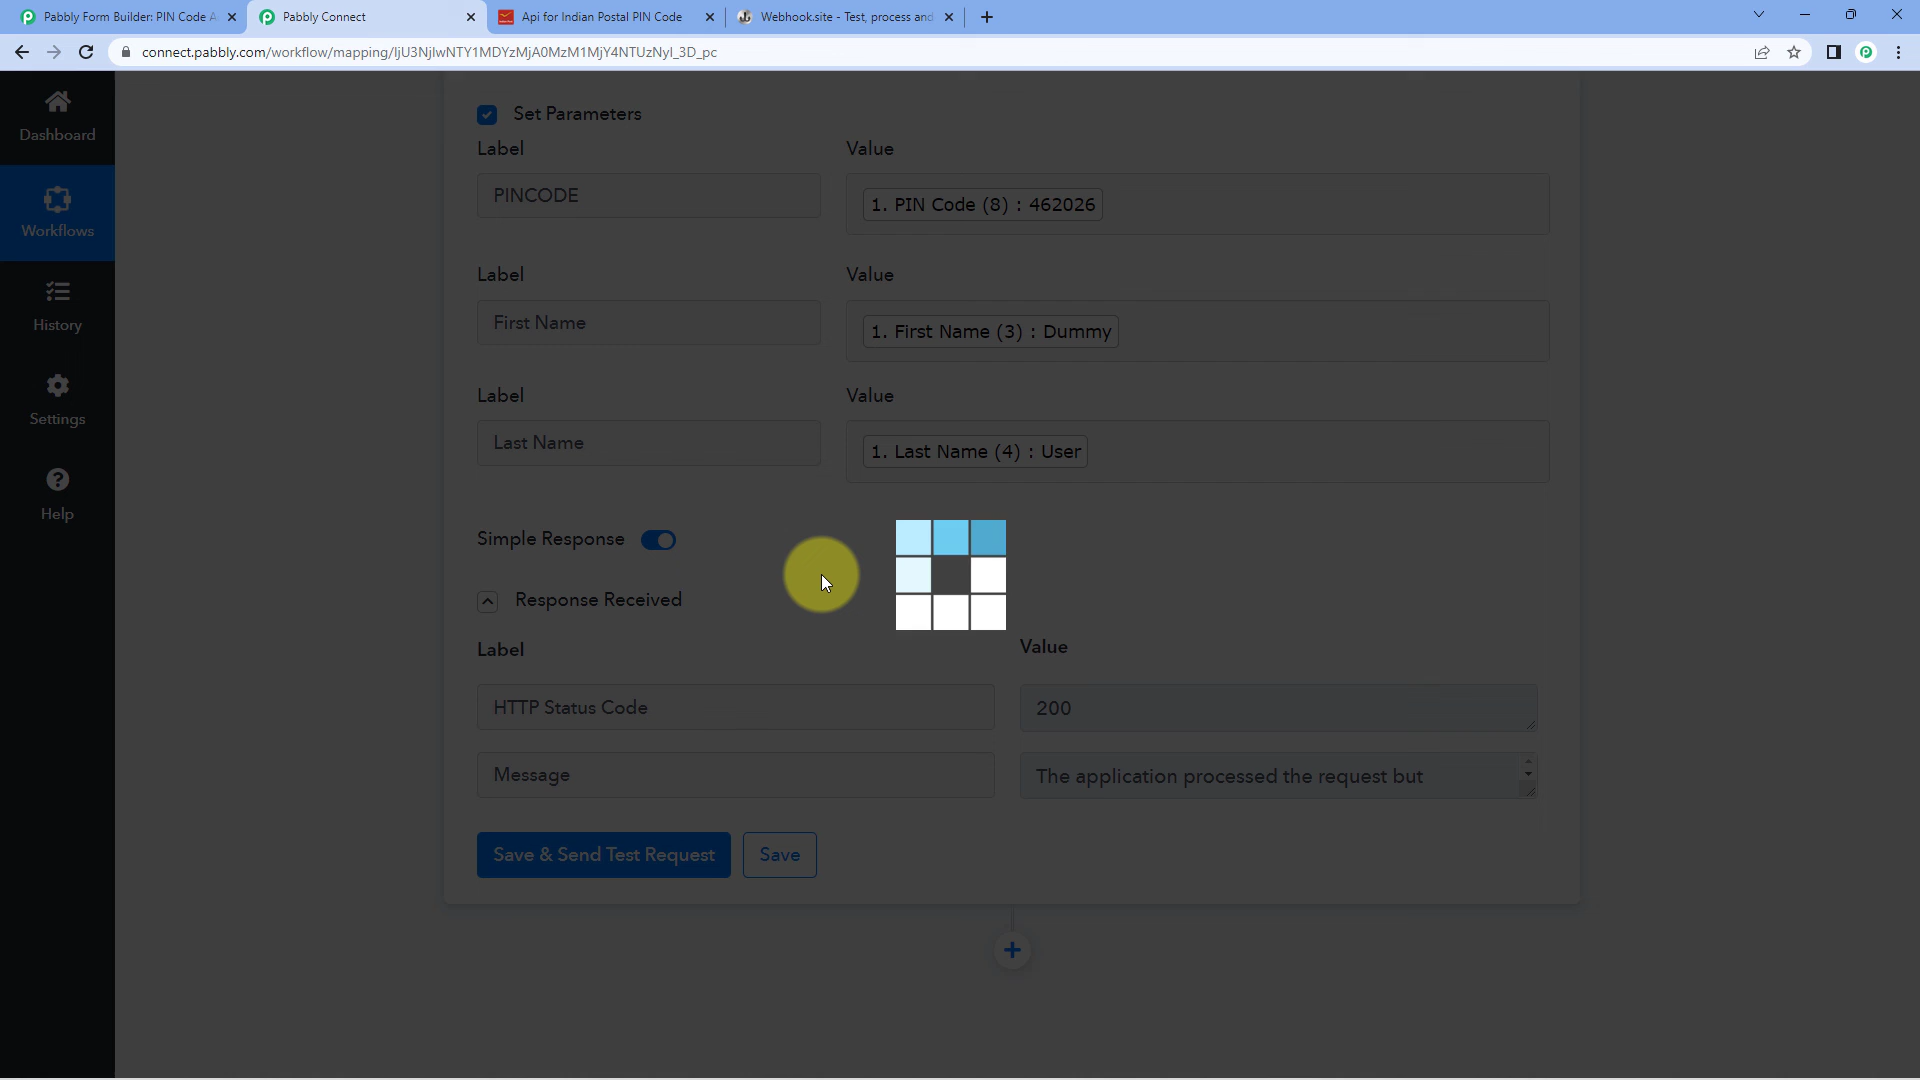 Pabbly Form Builder: PIN Code A
Pabbly Connect
Api for Indian Postal PIN Code
Webhook.site - Test, process and
connect.pabbly.com/workflow/mapping/IjU3NjIwNTY1MDYzMjA0MzM1MjY4NTUzNyI_3D_pc
Dashboard
Workflows
History
Settings
Help
Set Parameters
Label
Value
PINCODE
1. PIN Code (8) : 462026
Label
Value
First Name
1. First Name (3) : Dummy
Label
Value
Last Name
1. Last Name (4) : User
Simple Response
Response Received
Label
Value
HTTP Status Code
200
Message
The application processed the request but
Save & Send Test Request
Save